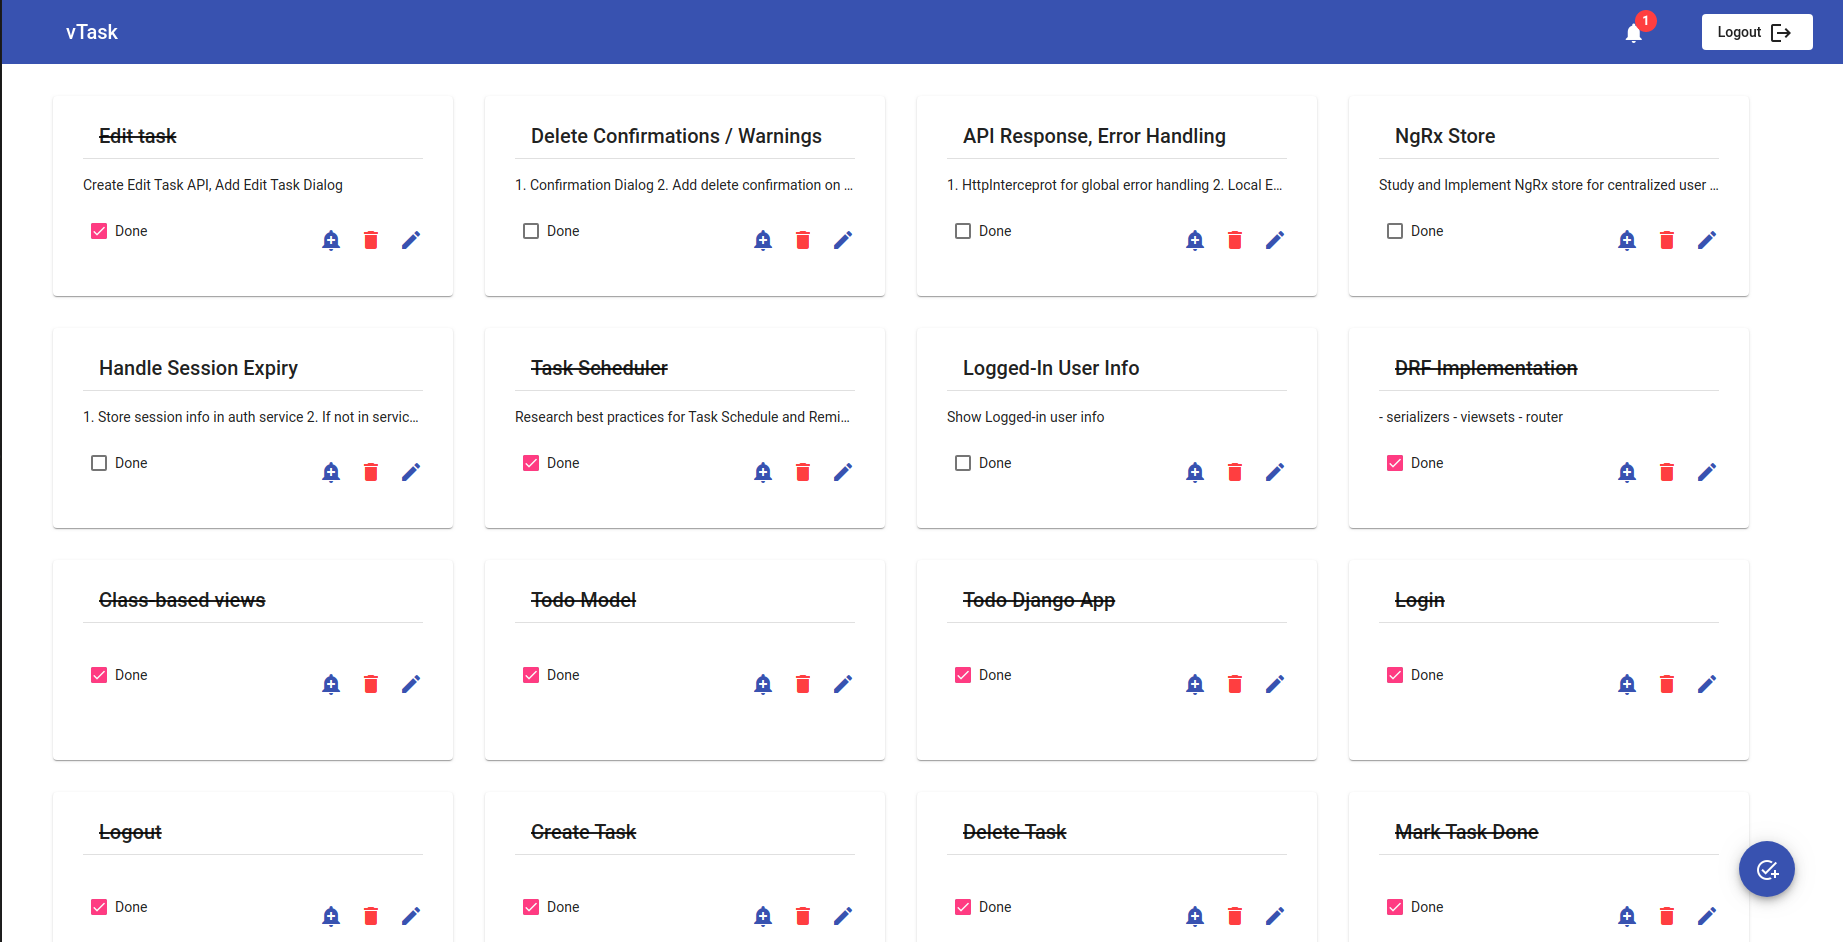 vTask
1
Logout
Edit task
Delete Confirmations / Warnings
API Response, Error Handling
NgRx Store
Create Edit Task API, Add Edit Task Dialog
1. Confirmation Dialog 2. Add delete confirmation on ...
1. HttpInterceprot for global error handling 2. Local E...
Study and Implement NgRx store for centralized user ...
Done
Done
Done
Done
Handle Session Expiry
Task Scheduler
Logged-In User Info
DRF Implementation
1. Store session info in auth service 2. If not in servic...
Research best practices for Task Schedule and Remi...
Show Logged-in user info
- serializers - viewsets - router
Done
Done
Done
Done
Class-based views
Todo Model
Todo Django App
Login
Done
Done
Done
Done
Logout
Create Task
Delete Task
Mark Task Done
Done
Done
Done
Done